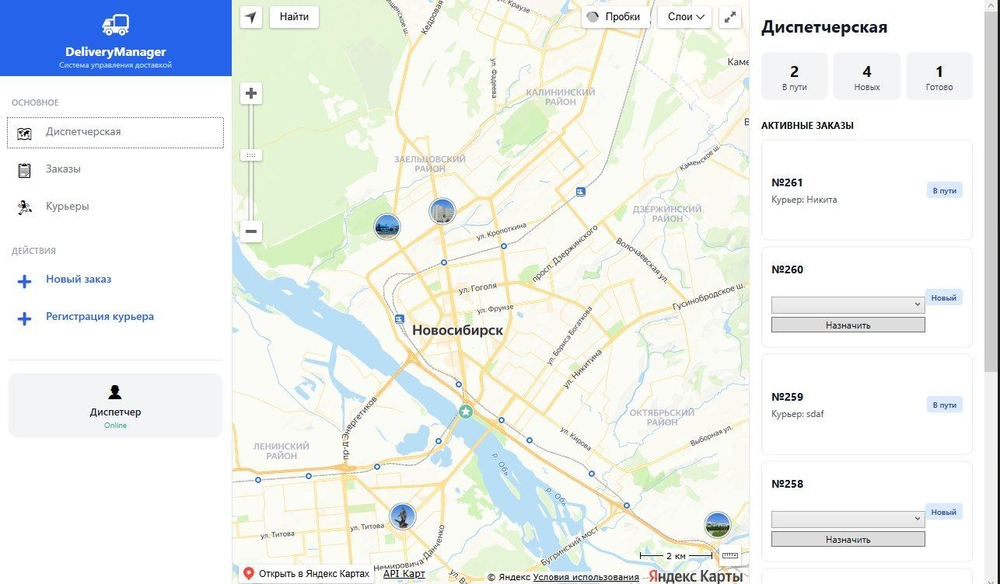 DeliveryManager
Система управления доставкой
ОСНОВНОЕ
Диспетчерская
Заказы
Курьеры
ДЕЙСТВИЯ
Новый заказ
Регистрация курьера
Диспетчер
Online
Найти
Пробки
Слои
Кедровая
ул. Фадеева
КАЛИНИНСКИЙ
РАЙОН
ЗАЕЛЬЦОВСКИЙ
РАЙОН
Каменское ш.
ДЗЕРЖИНСКИЙ
РАЙОН
ул. Кропоткина
просп. Дзержинского
Волочаевская ул.
ул. Гоголя
ул. Фрунзе
Гусинобродское ш.
Новосибирск
ул. Бориса Богаткова
ул. Никитина
пр-д Энергетиков
ОКТЯБРЬСКИЙ
РАЙОН
Выборная ул.
ул. Кирова
ЛЕНИНСКИЙ
РАЙОН
р. Обь
р. Обь
ул. Титова
ул. Титова
Немировича-Данченко
Бугринский мост
2 км
Открыть в Яндекс Картах
API Карт
© Яндекс Условия использования
Яндекс Карты
Диспетчерская
2
В пути
4
Новых
1
Готово
АКТИВНЫЕ ЗАКАЗЫ
№261
Курьер: Никита
В пути
№260
Новый
Назначить
№259
Курьер: sdaf
В пути
№258
Новый
Назначить